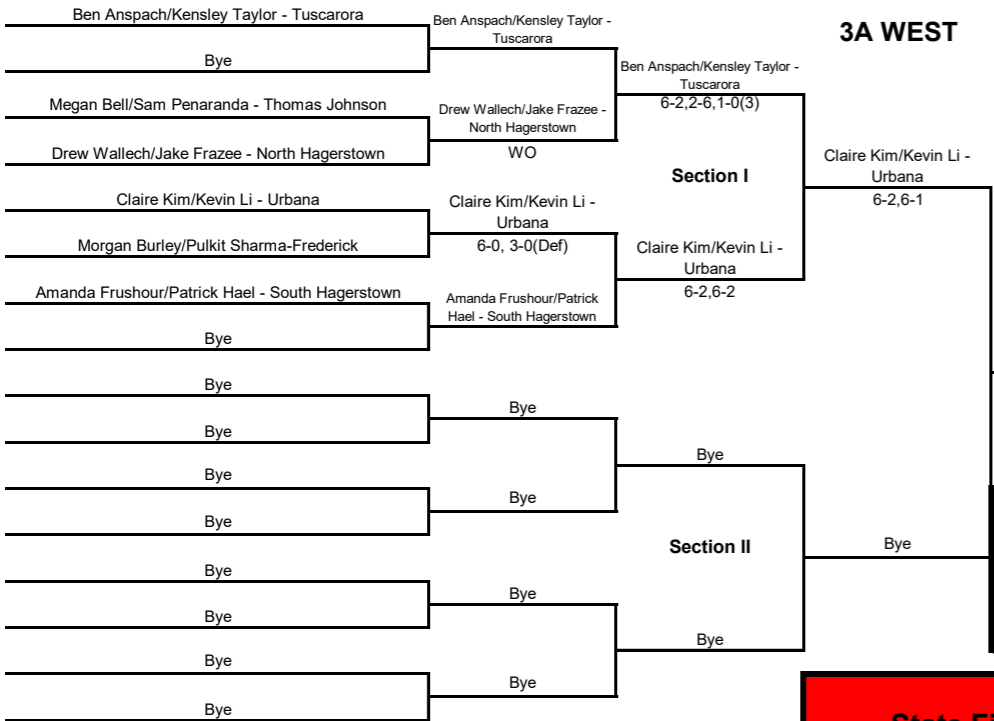 Ben Anspach/Kensley Taylor - Tuscarora
Bye
Megan Bell/Sam Penaranda - Thomas Johnson
Drew Wallech/Jake Frazee - North Hagerstown
Claire Kim/Kevin Li - Urbana
Morgan Burley/Pulkit Sharma-Frederick
Amanda Frushour/Patrick Hael - South Hagerstown
Bye
Bye
Bye
Bye
Bye
Bye
Bye
Bye
Bye
Ben Anspach/Kensley Taylor -
Tuscarora
Drew Wallech/Jake Frazee -
North Hagerstown
WO
Claire Kim/Kevin Li -
Urbana
6-0, 3-0(Def)
Amanda Frushour/Patrick
Hael - South Hagerstown
Bye
Bye
Bye
Bye
Ben Anspach/Kensley Taylor -
Tuscarora
6-2,2-6,1-0(3)
Section I
Claire Kim/Kevin Li -
Urbana
6-2,6-2
Bye
Section II
Bye
3A WEST
Claire Kim/Kevin Li -
Urbana
6-2,6-1
Bye